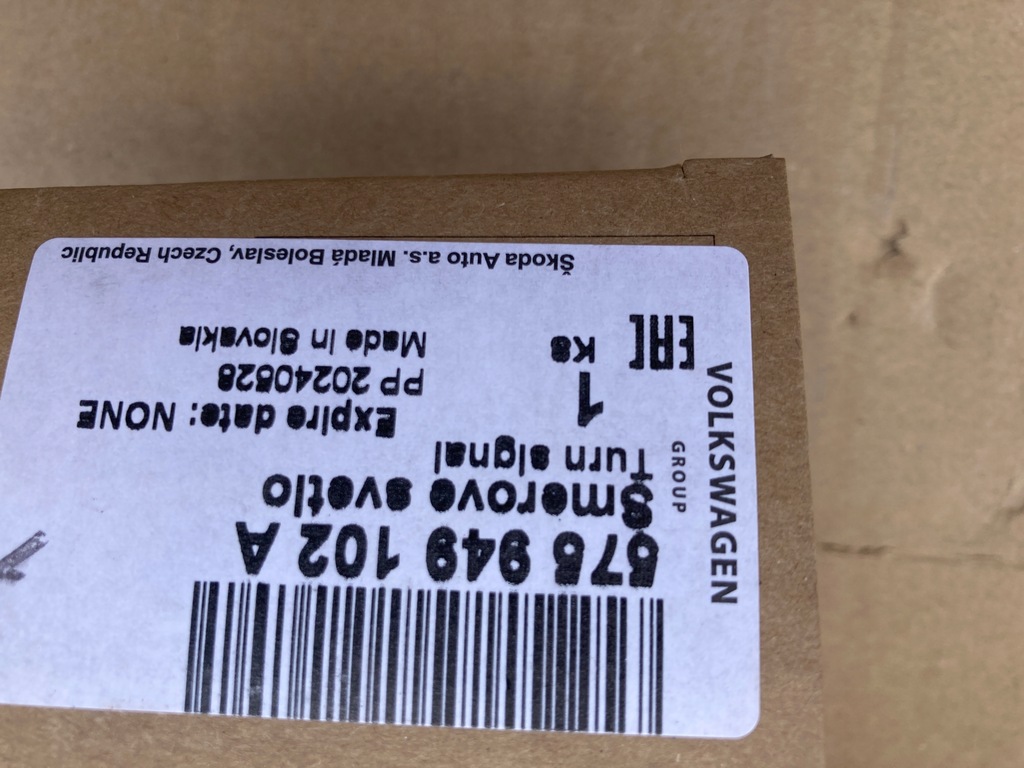 575 949 102 A
Smerove svetlo
Turn signal
Expire date: NONE
1
PP 20240528
Ks
Made in Slovakia
EAC
Škoda Auto a.s. Mladá Boleslav, Czech Republic
VOLKSWAGEN
GROUP